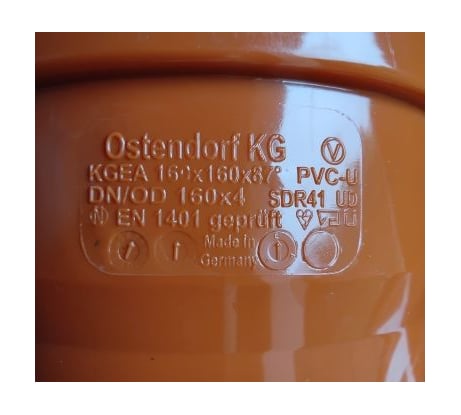 Ostendorf KG
KGEA 160x160x87° PVC-U
DN/OD 160x4 SDR41 UD
N EN 1401 geprüft
Made in
Germany